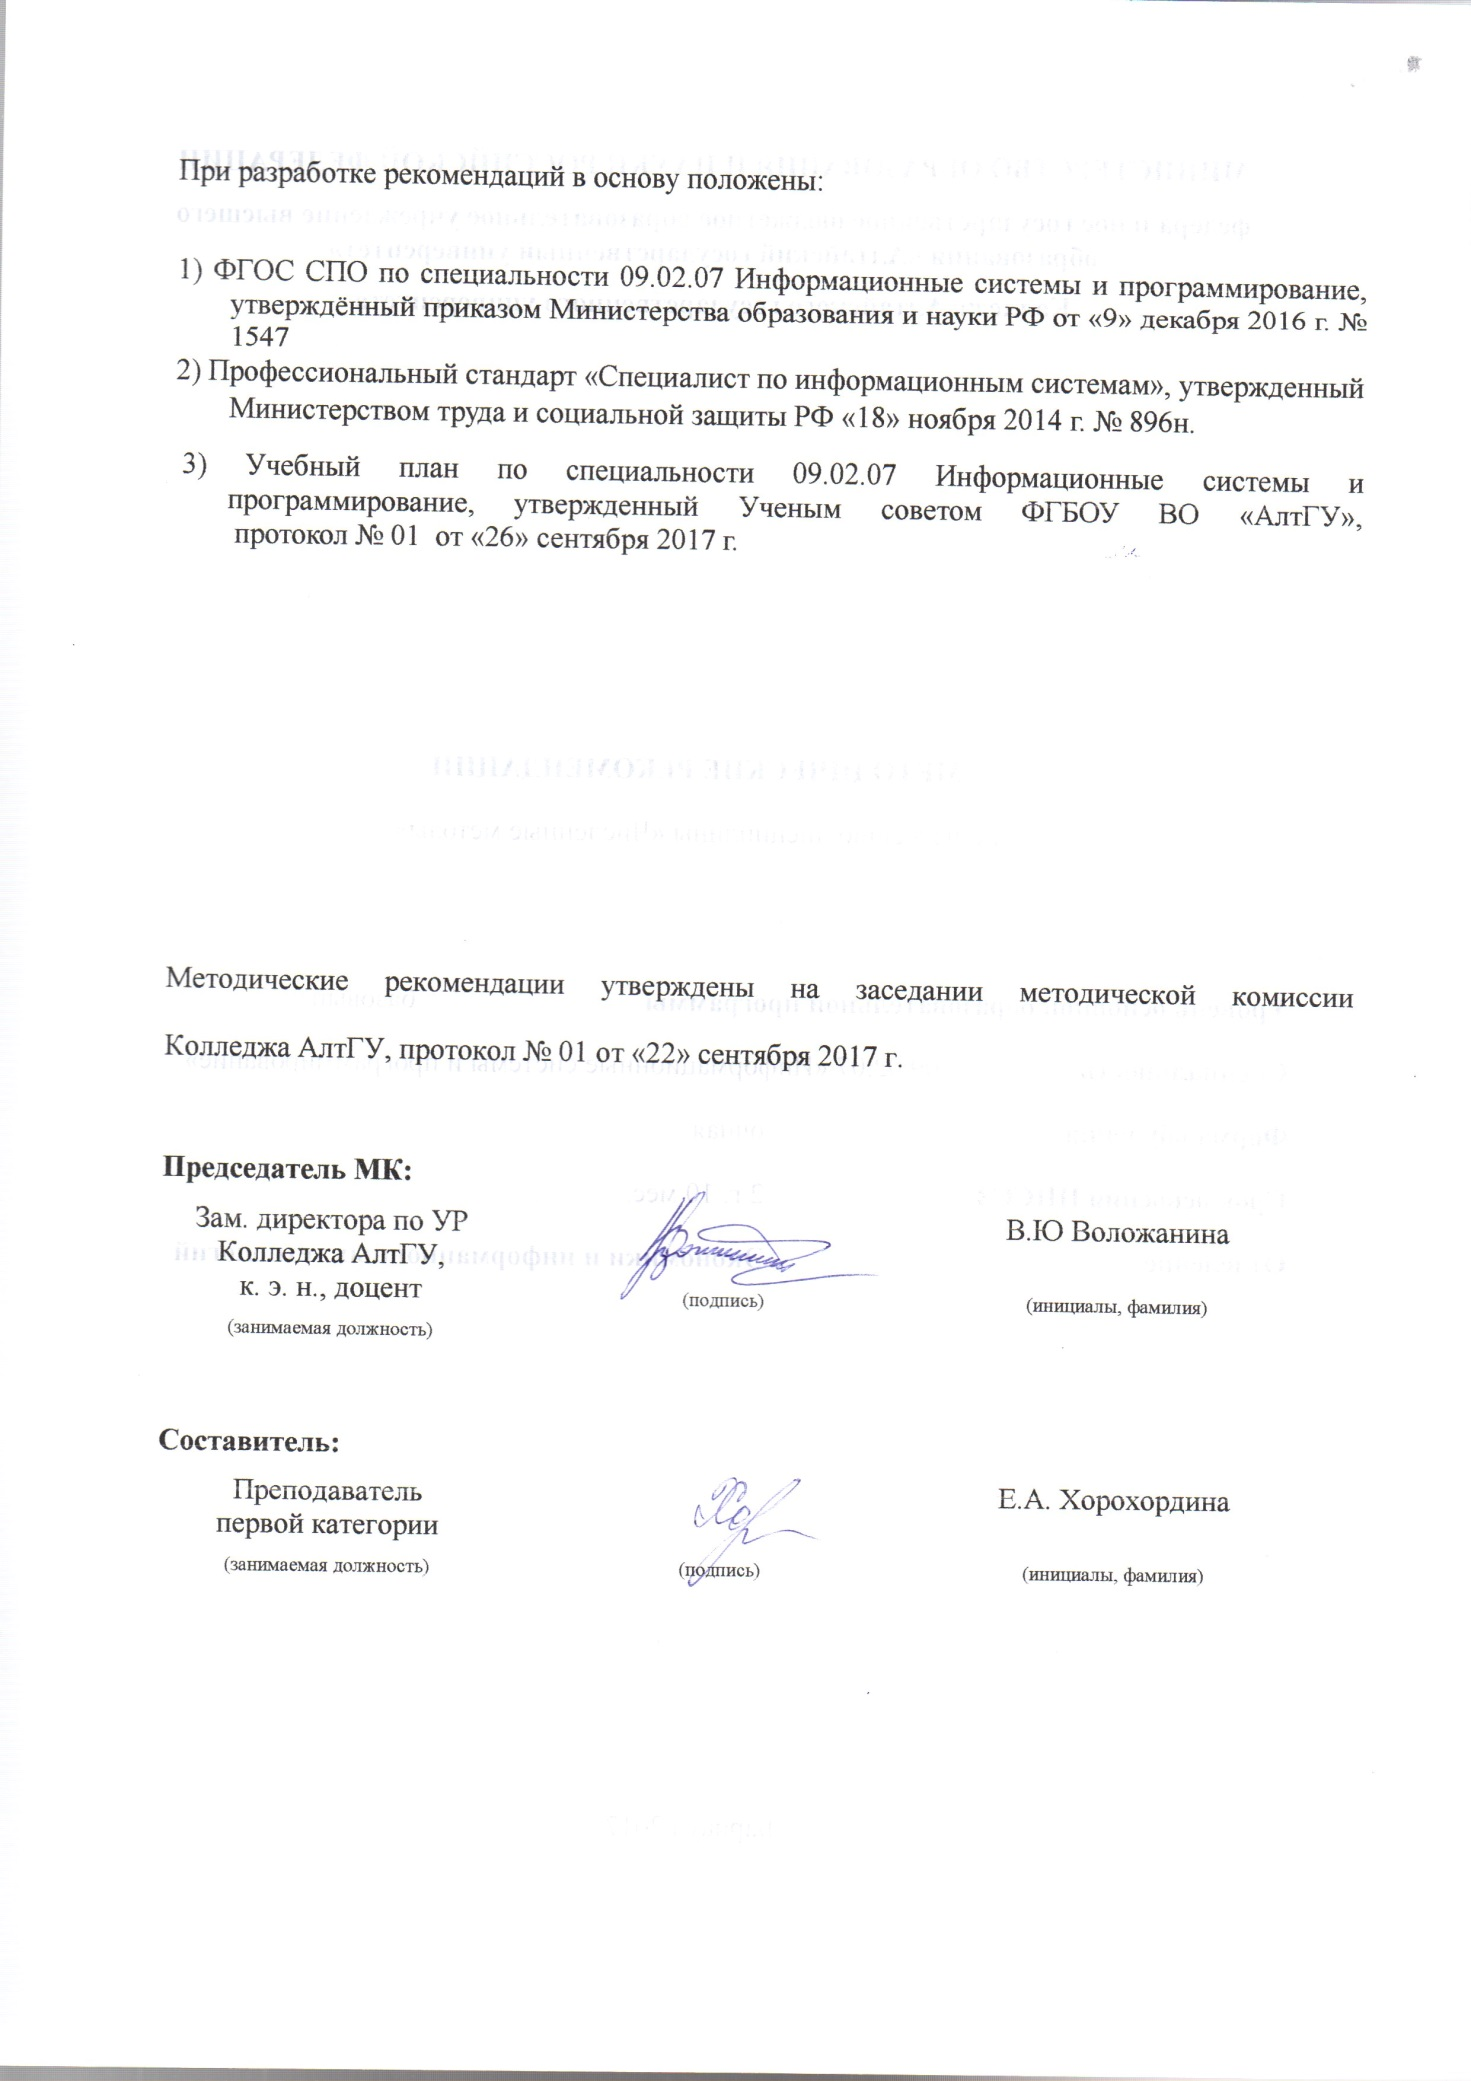 При разработке рекомендаций в основу положены:
1) ФГОС СПО по специальности 09.02.07 Информационные системы и программирование,
утверждённый приказом Министерства образования и науки РФ от «9» декабря 2016 г. №
1547
2) Профессиональный стандарт «Специалист по информационным системам», утвержденный
Министерством труда и социальной защиты РФ «18» ноября 2014 г. № 896н.
3) Учебный план по специальности 09.02.07 Информационные системы и
программирование, утвержденный Ученым советом ФГБОУ ВО «АлтГУ»,
протокол № 01 от «26» сентября 2017 г.
Методические рекомендации утверждены на заседании методической комиссии
Колледжа АлтГУ, протокол № 01 от «22» сентября 2017 г.
Председатель МК:
Зам. директора по УР
Колледжа АлтГУ,
к. э. н., доцент
(занимаемая должность)
(подпись)
В.Ю Воложанина
(инициалы, фамилия)
Составитель:
Преподаватель
первой категории
(занимаемая должность)
(подпись)
Е.А. Хорохордина
(инициалы, фамилия)